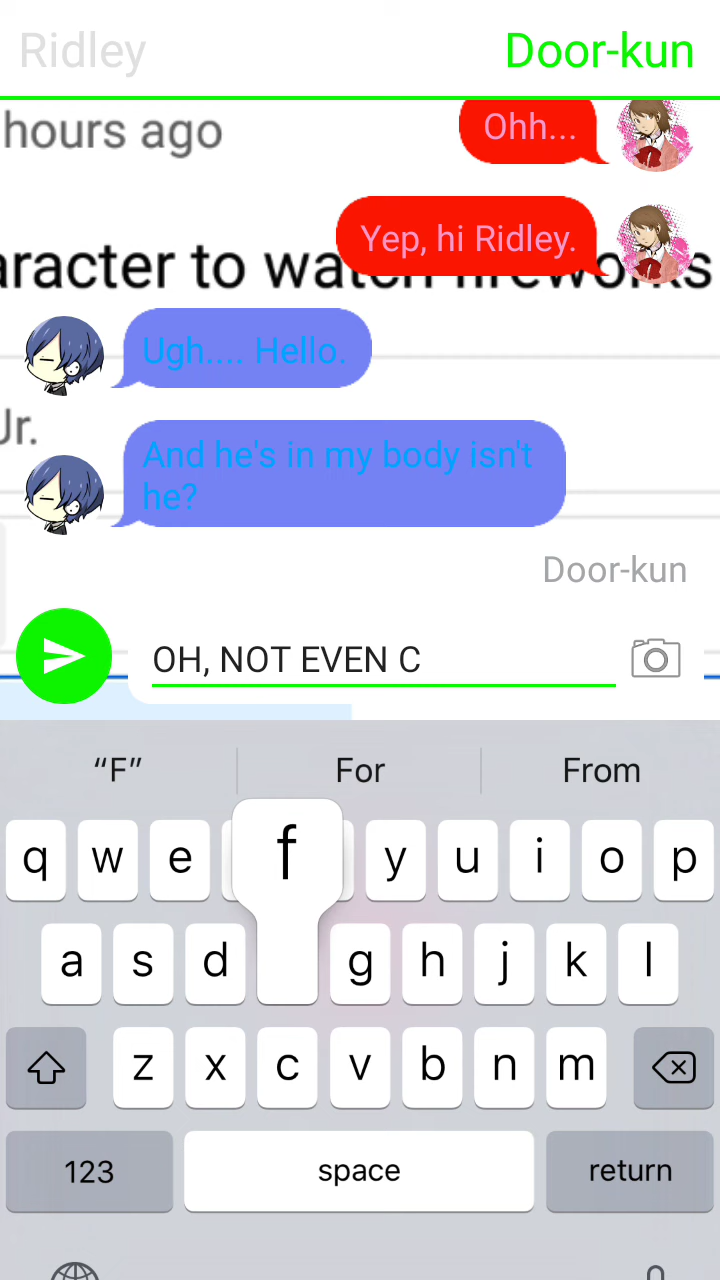 Ridley Door-kun
hours ago
Ohh...
Yep, hi Ridley.
aracter to watch fireworks
Ugh.... Hello.
Jr.
And he's in my body isn't
he?
Door-kun
OH, NOT EVEN C
“F” For From
q w e f y u i o p
a s d g h j k l
z x c v b n m
123 space return